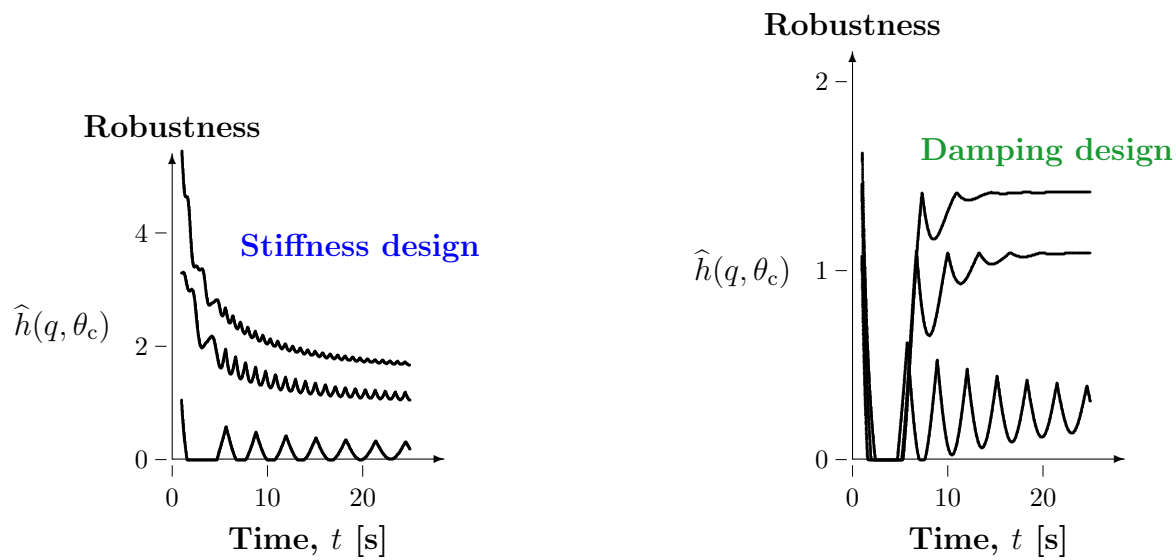 Robustness
Stiffness design
4
ĥ(q, θc)
2
0
0 10 20
Time, t [s]
Robustness
2
Damping design
ĥ(q, θc)
1
0
0 10 20
Time, t [s]